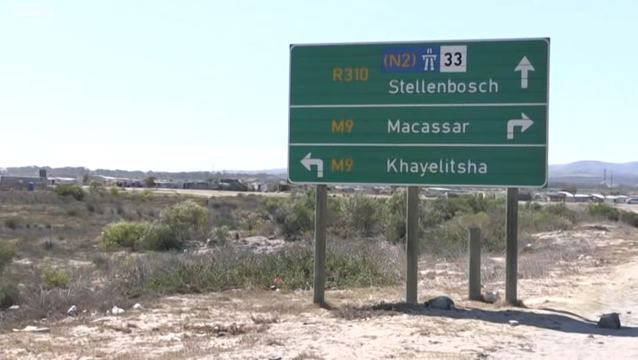 (N2) 33
R310
Stellenbosch
M9 Macassar
M9 Khayelitsha